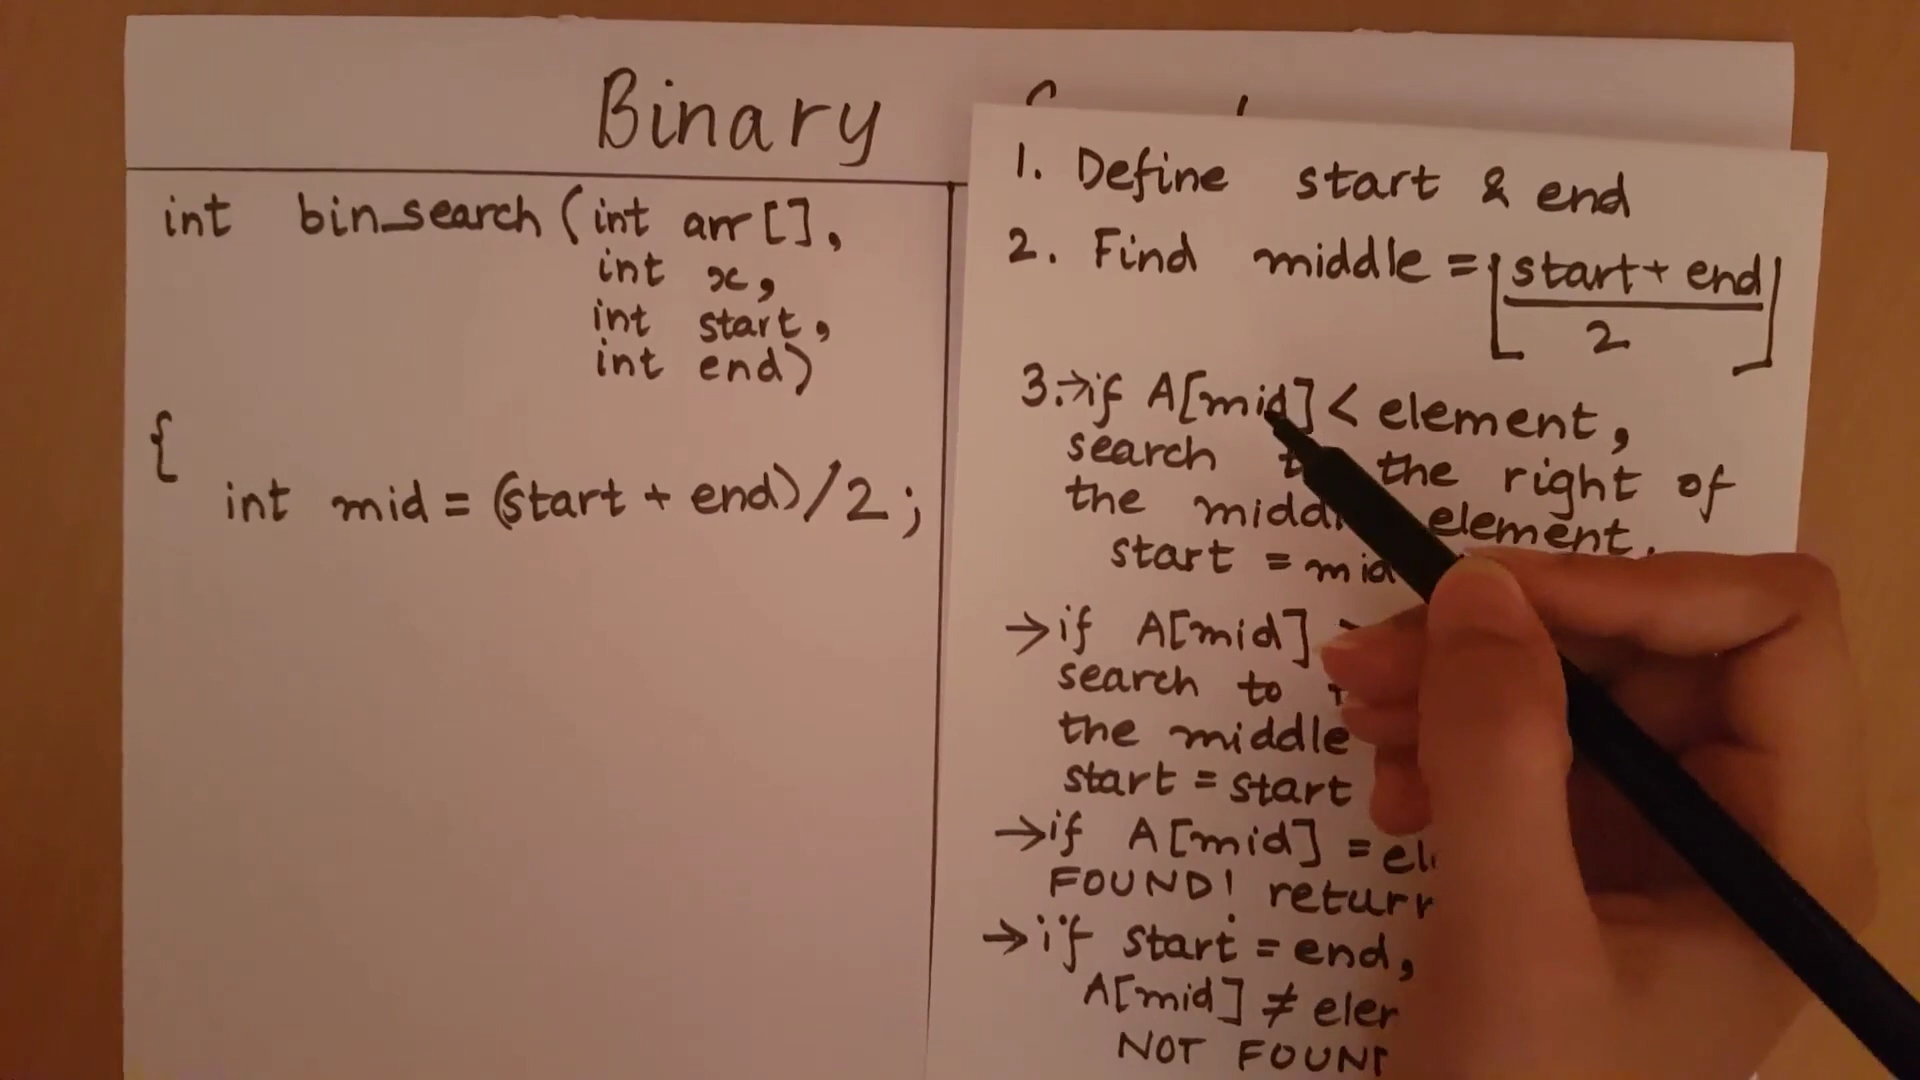 Binary
int bin_search (int arr[],
int x,
int start,
int end)
{
int mid = (start + end)/2;
1. Define start & end
2. Find middle = ⌊start + end
2⌋
3.→if A[mid] < element,
search the right of
the element.
start = mid
→if A[mid]
search to
the middle
start = start
→if A[mid] =
FOUND!
→if start = end,
A[mid] ≠
NOT